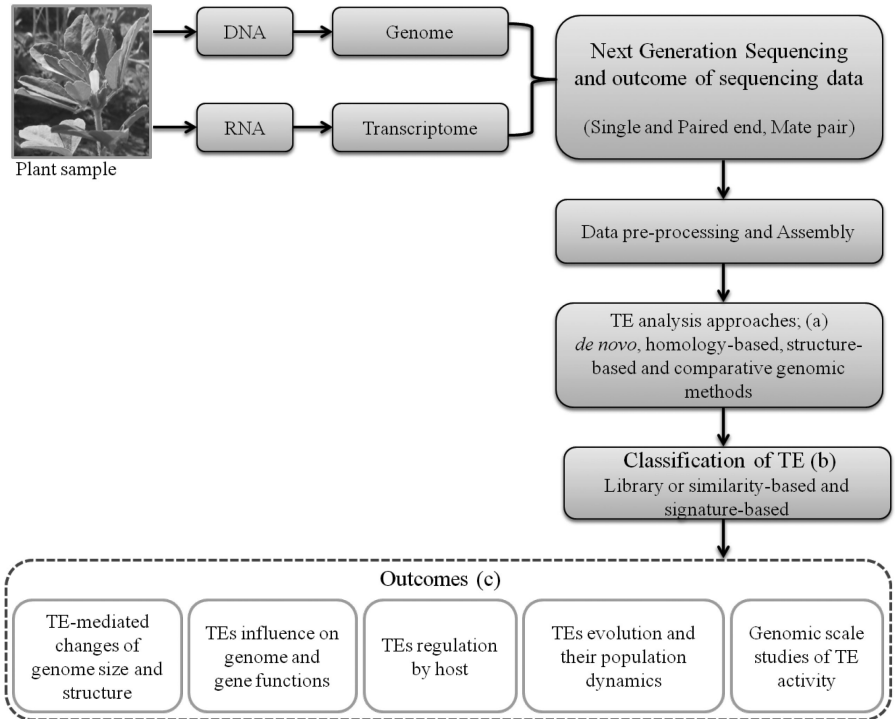 DNA
Genome
RNA
Transcriptome
Plant sample
Next Generation Sequencing
and outcome of sequencing data
(Single and Paired end, Mate pair)
Data pre-processing and Assembly
TE analysis approaches; (a)
de novo, homology-based, structure-
based and comparative genomic
methods
Classification of TE (b)
Library or similarity-based and
signature-based
Outcomes (c)
TE-mediated
changes of
genome size and
structure
TEs influence on
genome and
gene functions
TEs regulation
by host
TEs evolution and
their population
dynamics
Genomic scale
studies of TE
activity